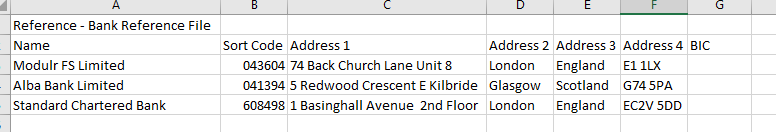 A B C D E F G
Reference - Bank Reference File
Name Sort Code Address 1 Address 2 Address 3 Address 4 BIC
Modulr FS Limited 043604 74 Back Church Lane Unit 8 London England E1 1LX
Alba Bank Limited 041394 5 Redwood Crescent E Kilbride Glasgow Scotland G74 5PA
Standard Chartered Bank 608498 1 Basinghall Avenue 2nd Floor London England EC2V 5DD